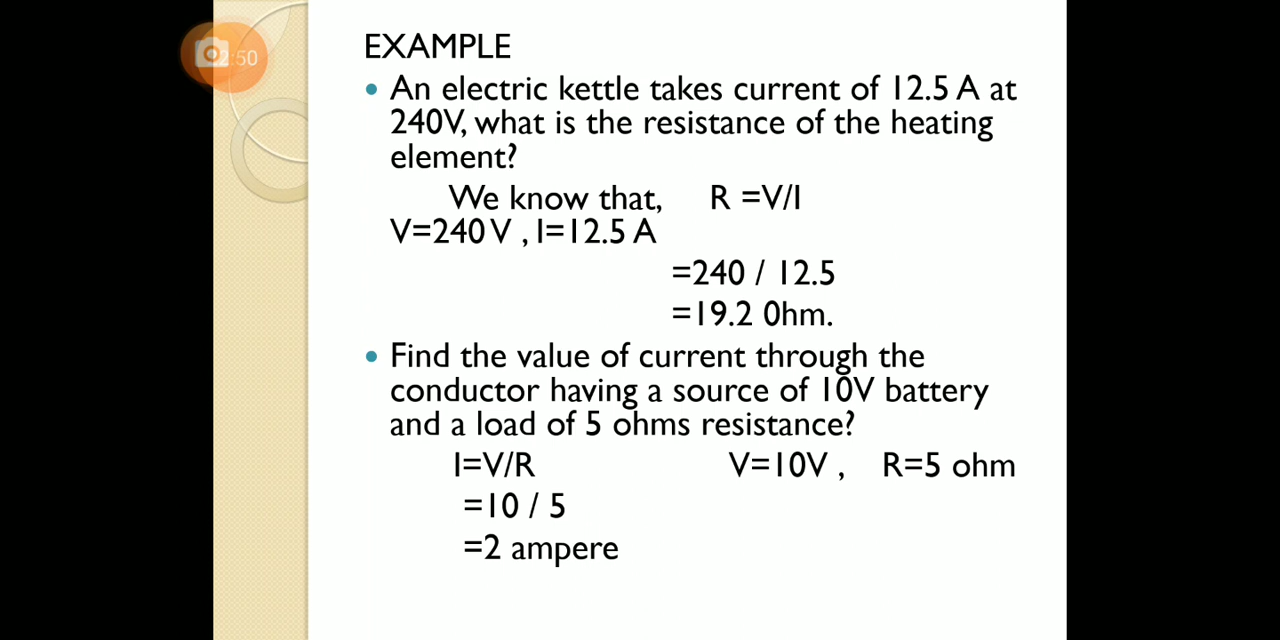 2:50
EXAMPLE
• An electric kettle takes current of 12.5 A at
240V, what is the resistance of the heating
element?
We know that, R =V/I
V=240 V , I=12.5 A
=240 / 12.5
=19.2 0hm.
• Find the value of current through the
conductor having a source of 10V battery
and a load of 5 ohms resistance?
I=V/R V=10V , R=5 ohm
=10 / 5
=2 ampere